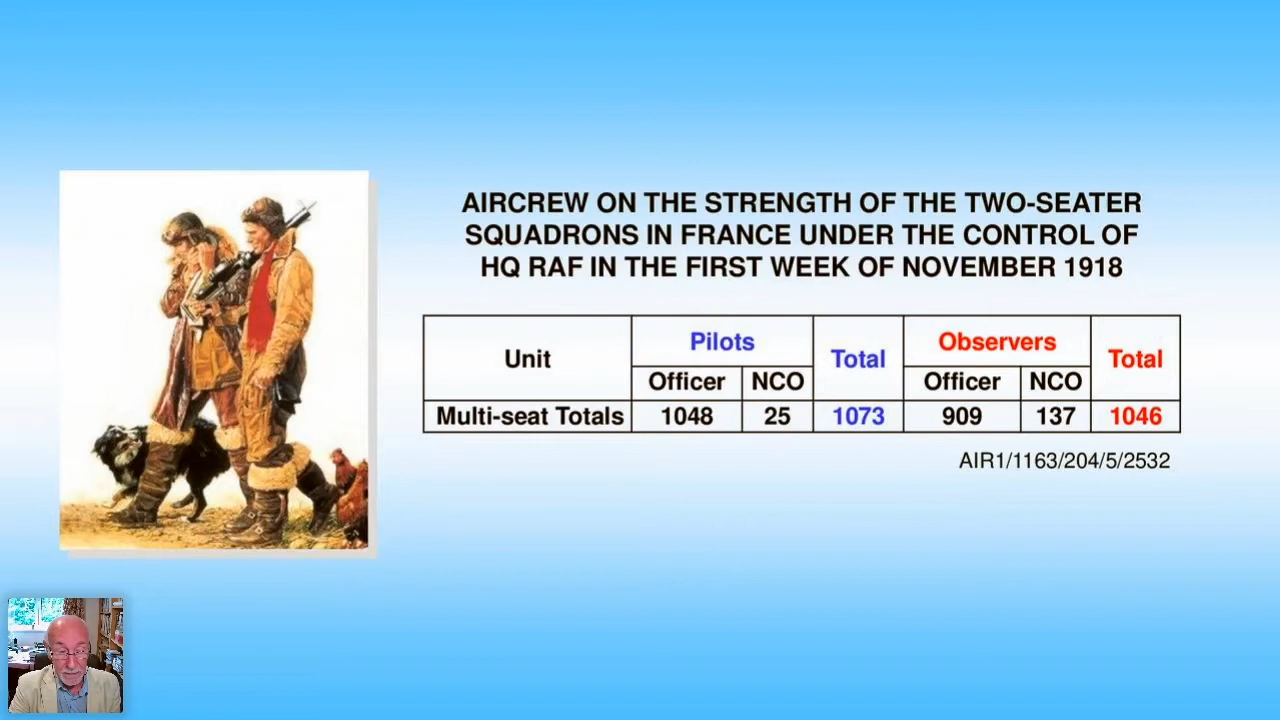 AIRCREW ON THE STRENGTH OF THE TWO-SEATER
SQUADRONS IN FRANCE UNDER THE CONTROL OF
HQ RAF IN THE FIRST WEEK OF NOVEMBER 1918
Unit Pilots Total Observers Total
Officer NCO Officer NCO
Multi-seat Totals 1048 25 1073 909 137 1046
AIR1/1163/204/5/2532